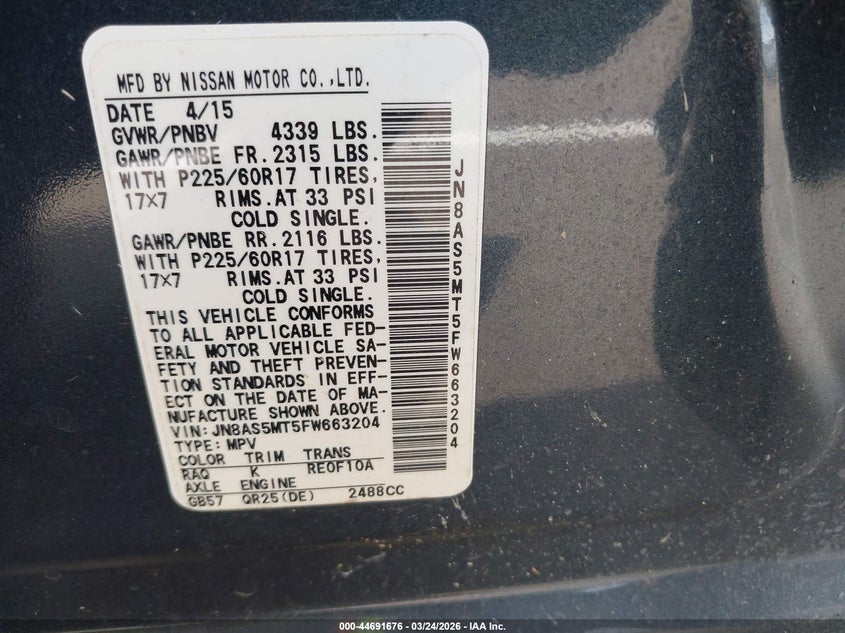 MFD BY NISSAN MOTOR CO.,LTD.
DATE 4/15
GVWR/PNBV 4339 LBS.
GAWR/PNBE FR. 2315 LBS.
WITH P225/60R17 TIRES,
17×7 RIMS.AT 33 PSI
COLD SINGLE.
GAWR/PNBE RR. 2116 LBS.
WITH P225/60R17 TIRES,
17×7 RIMS.AT 33 PSI
COLD SINGLE.
THIS VEHICLE CONFORMS
TO ALL APPLICABLE FED-
ERAL MOTOR VEHICLE SA-
FETY AND THEFT PREVEN-
TION STANDARDS IN EFF-
ECT ON THE DATE OF MA-
NUFACTURE SHOWN ABOVE.
VIN: JN8AS5MT5FW663204
TYPE: MPV
COLOR TRIM TRANS
RAQ K RE0F10A
AXLE ENGINE
GB57 QR25(DE) 2488CC
JN8AS5MT5FW663204
000-44691676 - 03/24/2026 - IAA Inc.